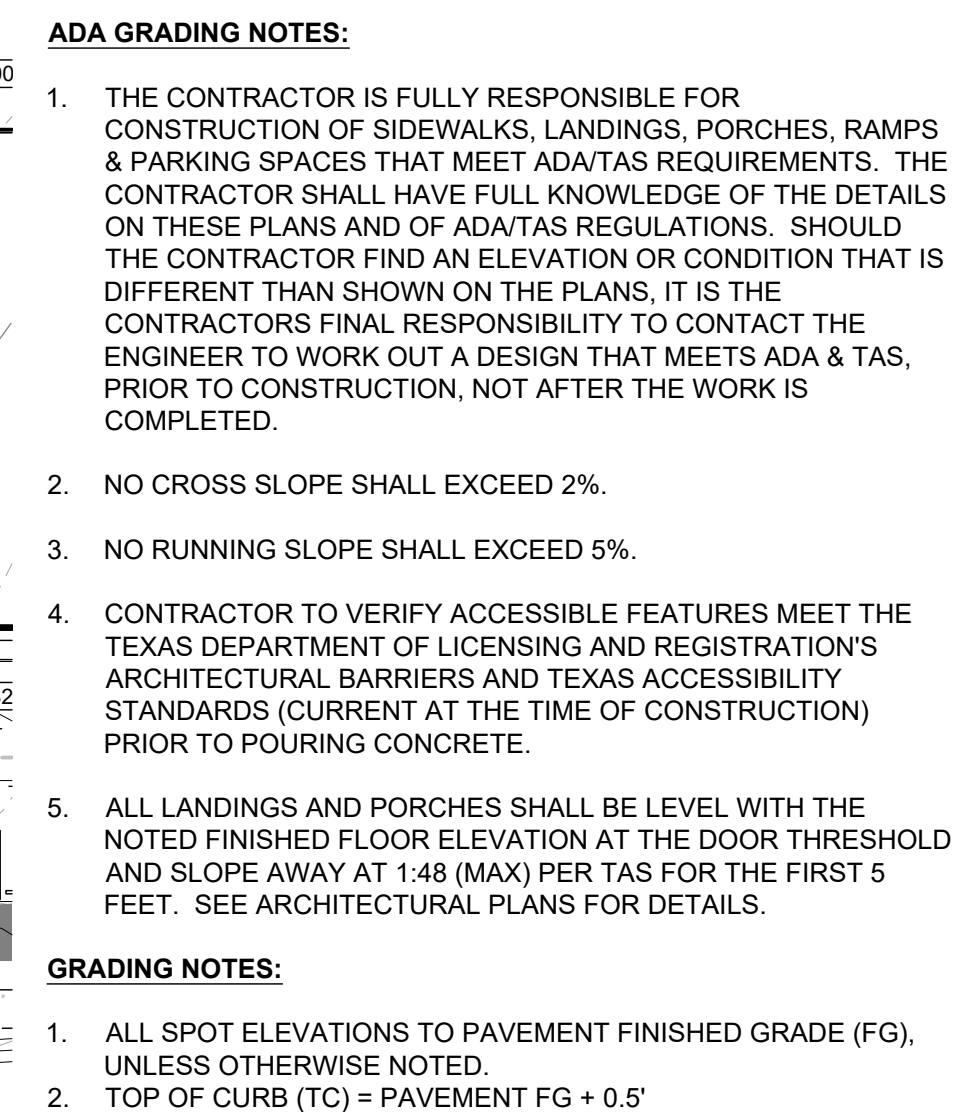 ADA GRADING NOTES:
1. THE CONTRACTOR IS FULLY RESPONSIBLE FOR
CONSTRUCTION OF SIDEWALKS, LANDINGS, PORCHES, RAMPS
& PARKING SPACES THAT MEET ADA/TAS REQUIREMENTS. THE
CONTRACTOR SHALL HAVE FULL KNOWLEDGE OF THE DETAILS
ON THESE PLANS AND OF ADA/TAS REGULATIONS. SHOULD
THE CONTRACTOR FIND AN ELEVATION OR CONDITION THAT IS
DIFFERENT THAN SHOWN ON THE PLANS, IT IS THE
CONTRACTORS FINAL RESPONSIBILITY TO CONTACT THE
ENGINEER TO WORK OUT A DESIGN THAT MEETS ADA & TAS,
PRIOR TO CONSTRUCTION, NOT AFTER THE WORK IS
COMPLETED.
2. NO CROSS SLOPE SHALL EXCEED 2%.
3. NO RUNNING SLOPE SHALL EXCEED 5%.
4. CONTRACTOR TO VERIFY ACCESSIBLE FEATURES MEET THE
TEXAS DEPARTMENT OF LICENSING AND REGISTRATION'S
ARCHITECTURAL BARRIERS AND TEXAS ACCESSIBILITY
STANDARDS (CURRENT AT THE TIME OF CONSTRUCTION)
PRIOR TO POURING CONCRETE.
5. ALL LANDINGS AND PORCHES SHALL BE LEVEL WITH THE
NOTED FINISHED FLOOR ELEVATION AT THE DOOR THRESHOLD
AND SLOPE AWAY AT 1:48 (MAX) PER TAS FOR THE FIRST 5
FEET. SEE ARCHITECTURAL PLANS FOR DETAILS.
GRADING NOTES:
1. ALL SPOT ELEVATIONS TO PAVEMENT FINISHED GRADE (FG),
UNLESS OTHERWISE NOTED.
2. TOP OF CURB (TC) = PAVEMENT FG + 0.5'